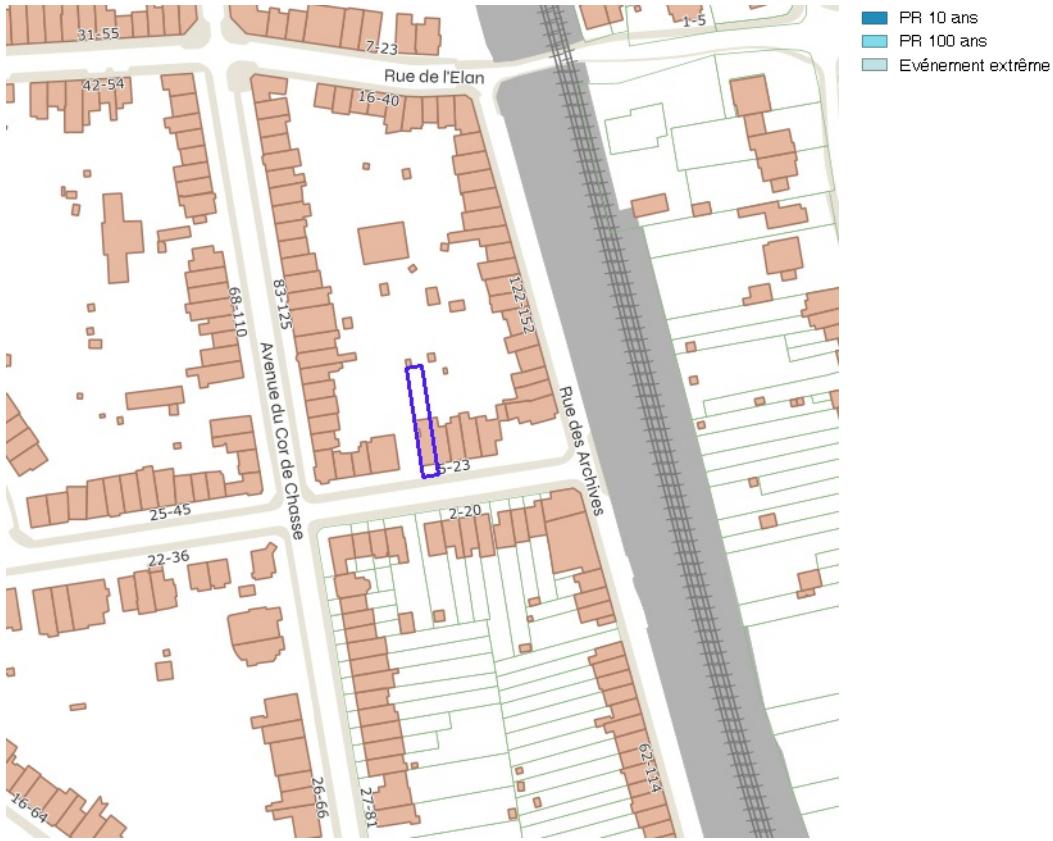 31-55
7-23
1-5
Rue de l'Elan
42-54
16-40
68-110
83-125
122-152
Avenue du Cor de Chasse
Rue des Archives
5-23
25-45
2-20
22-36
16-64
26-66
27-81
62-114
PR 10 ans
PR 100 ans
Evénement extrême